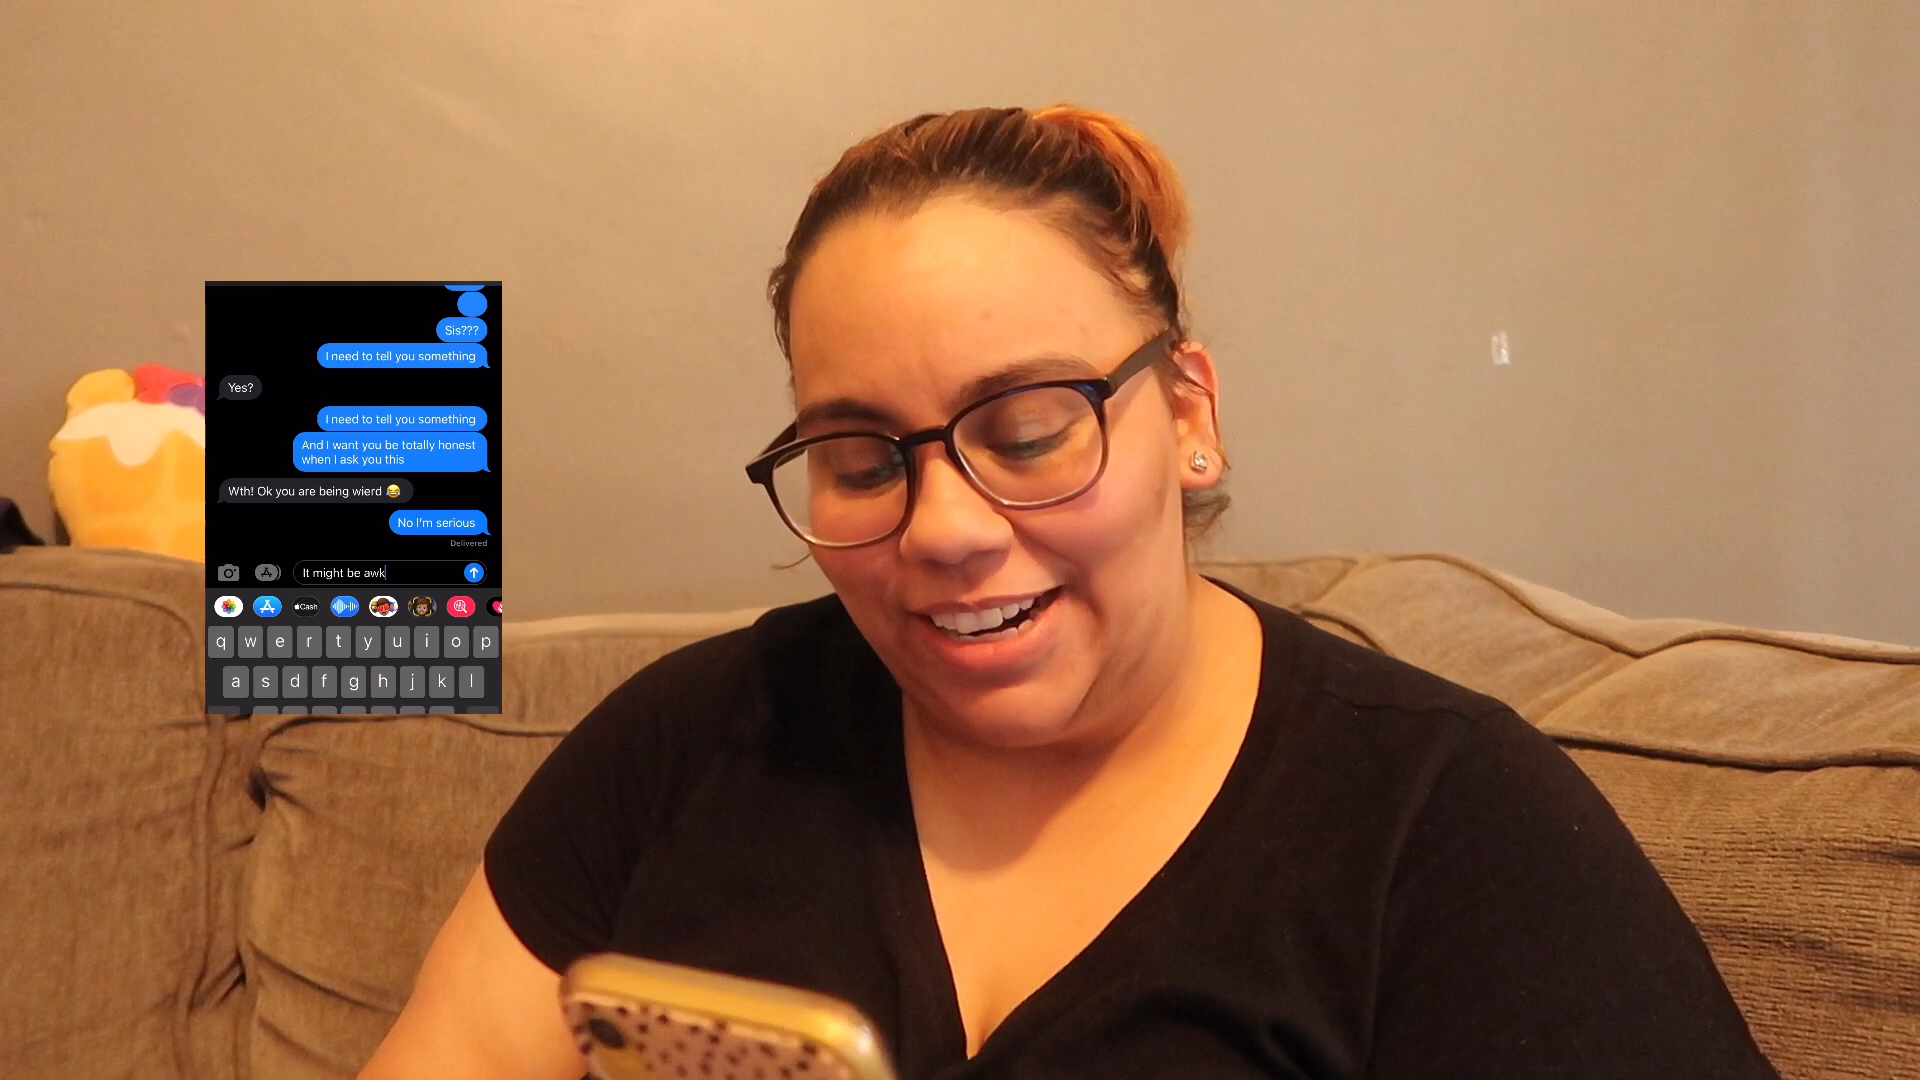 Sis???
I need to tell you something
Yes?
I need to tell you something
And I want you be totally honest
when I ask you this
Wth! Ok you are being wierd 😂
No I'm serious
Delivered
It might be awk
Cash
q w e r t y u i o p
a s d f g h j k l